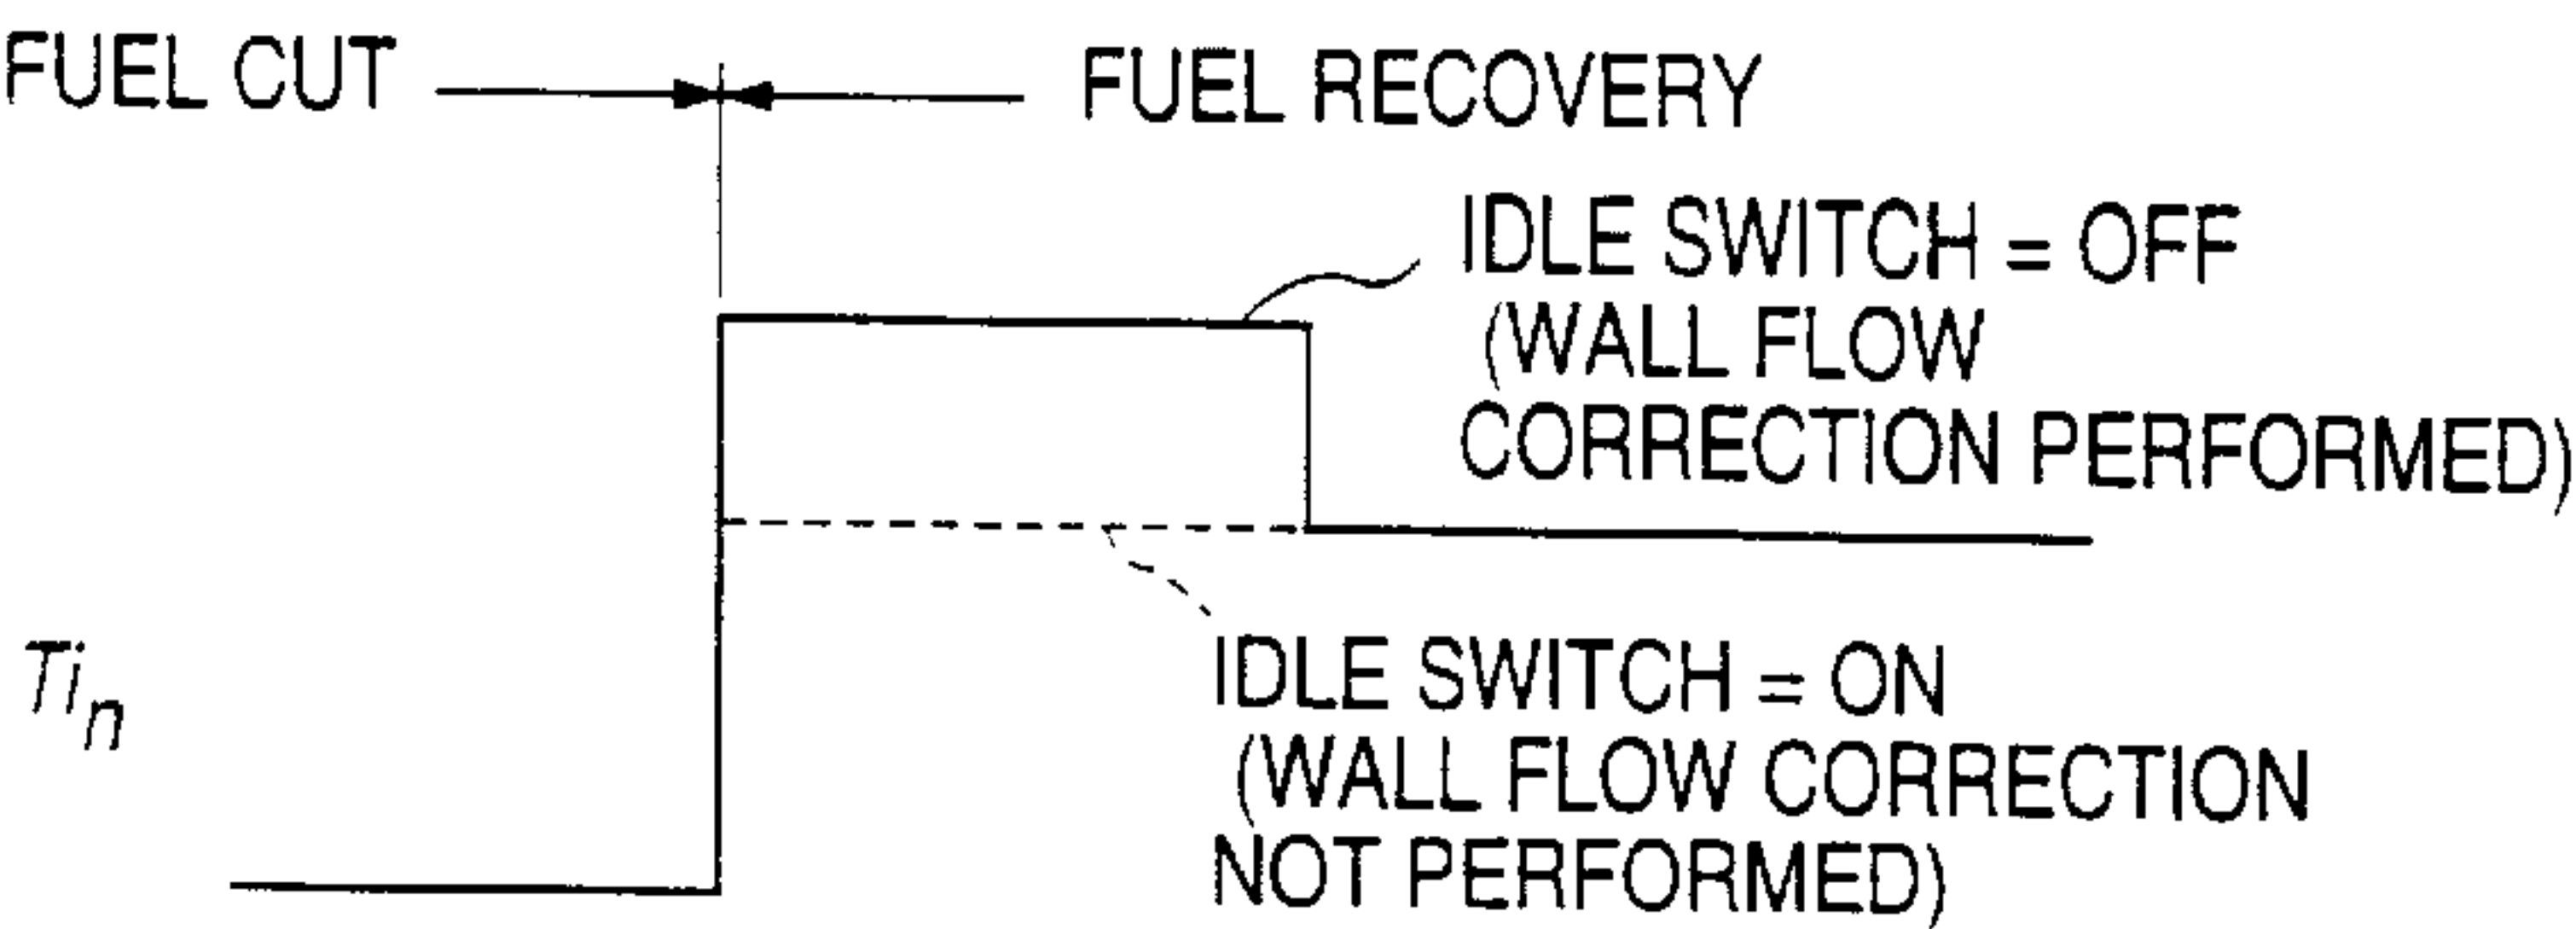 FUEL CUT
FUEL RECOVERY
IDLE SWITCH = OFF
(WALL FLOW
CORRECTION PERFORMED)
Tin
IDLE SWITCH = ON
(WALL FLOW CORRECTION
NOT PERFORMED)